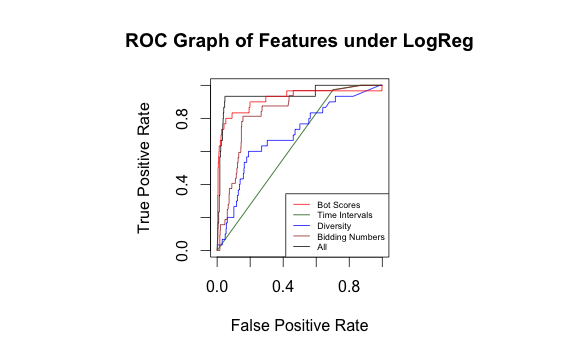 ROC Graph of Features under LogReg
True Positive Rate
0.8
0.4
0.0
Bot Scores
Time Intervals
Diversity
Bidding Numbers
All
0.0 0.4 0.8
False Positive Rate